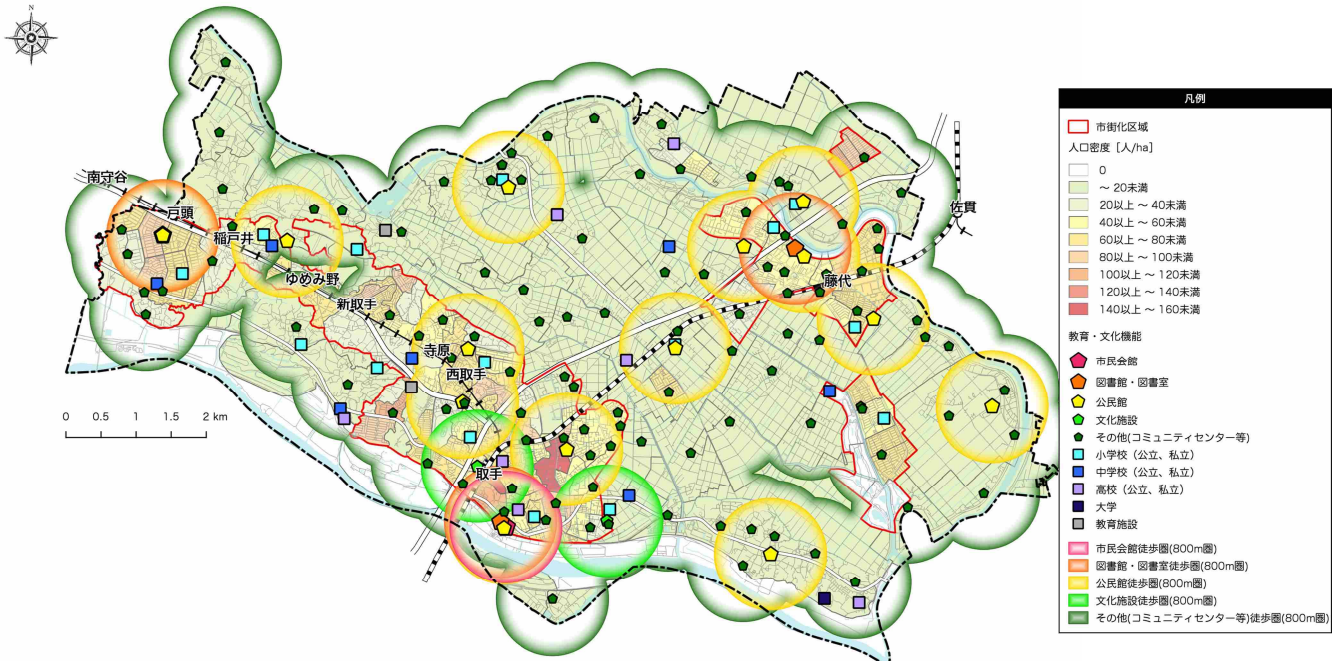 N
南守谷
戸頭
稲戸井
ゆめみ野
新取手
寺原
西取手
取手
藤代
佐貫
0 0.5 1 1.5 2 km
凡例
市街化区域
人口密度［人/ha］
0
～ 20未満
20以上 ～ 40未満
40以上 ～ 60未満
60以上 ～ 80未満
80以上 ～ 100未満
100以上 ～ 120未満
120以上 ～ 140未満
140以上 ～ 160未満
教育・文化機能
市民会館
図書館・図書室
公民館
文化施設
その他(コミュニティセンター等)
小学校（公立、私立）
中学校（公立、私立）
高校（公立、私立）
大学
教育施設
市民会館徒歩圏(800m圏)
図書館・図書室徒歩圏(800m圏)
公民館徒歩圏(800m圏)
文化施設徒歩圏(800m圏)
その他(コミュニティセンター等)徒歩圏(800m圏)